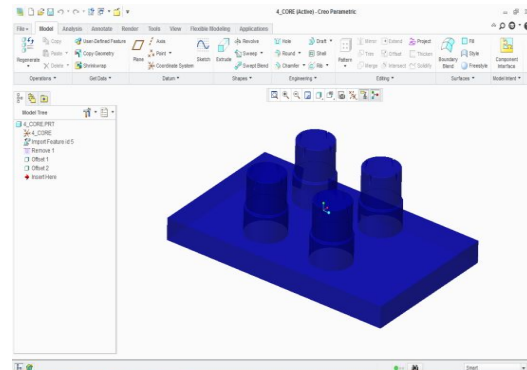 4_CORE (Active) - Creo Parametric
File Model Analysis Annotate Render Tools View Flexible Modeling Applications
Regenerate
Copy
Paste
Delete
User-Defined Feature
Copy Geometry
Shrinkwrap
Plane
Axis
Point
Coordinate System
Sketch
Extrude
Revolve
Sweep
Swept Blend
Hole
Round
Chamfer
Draft
Shell
Rib
Pattern
Mirror
Trim
Merge
Extend
Offset
Intersect
Project
Thicken
Solidify
Boundary Blend
Fill
Style
Freestyle
Component Interface
Operations Get Data Datum Shapes Engineering Editing Surfaces Model Intent
Model Tree
4_CORE.PRT
4_CORE
Import Feature id 5
Remove 1
Offset 1
Offset 2
Insert Here
Smart